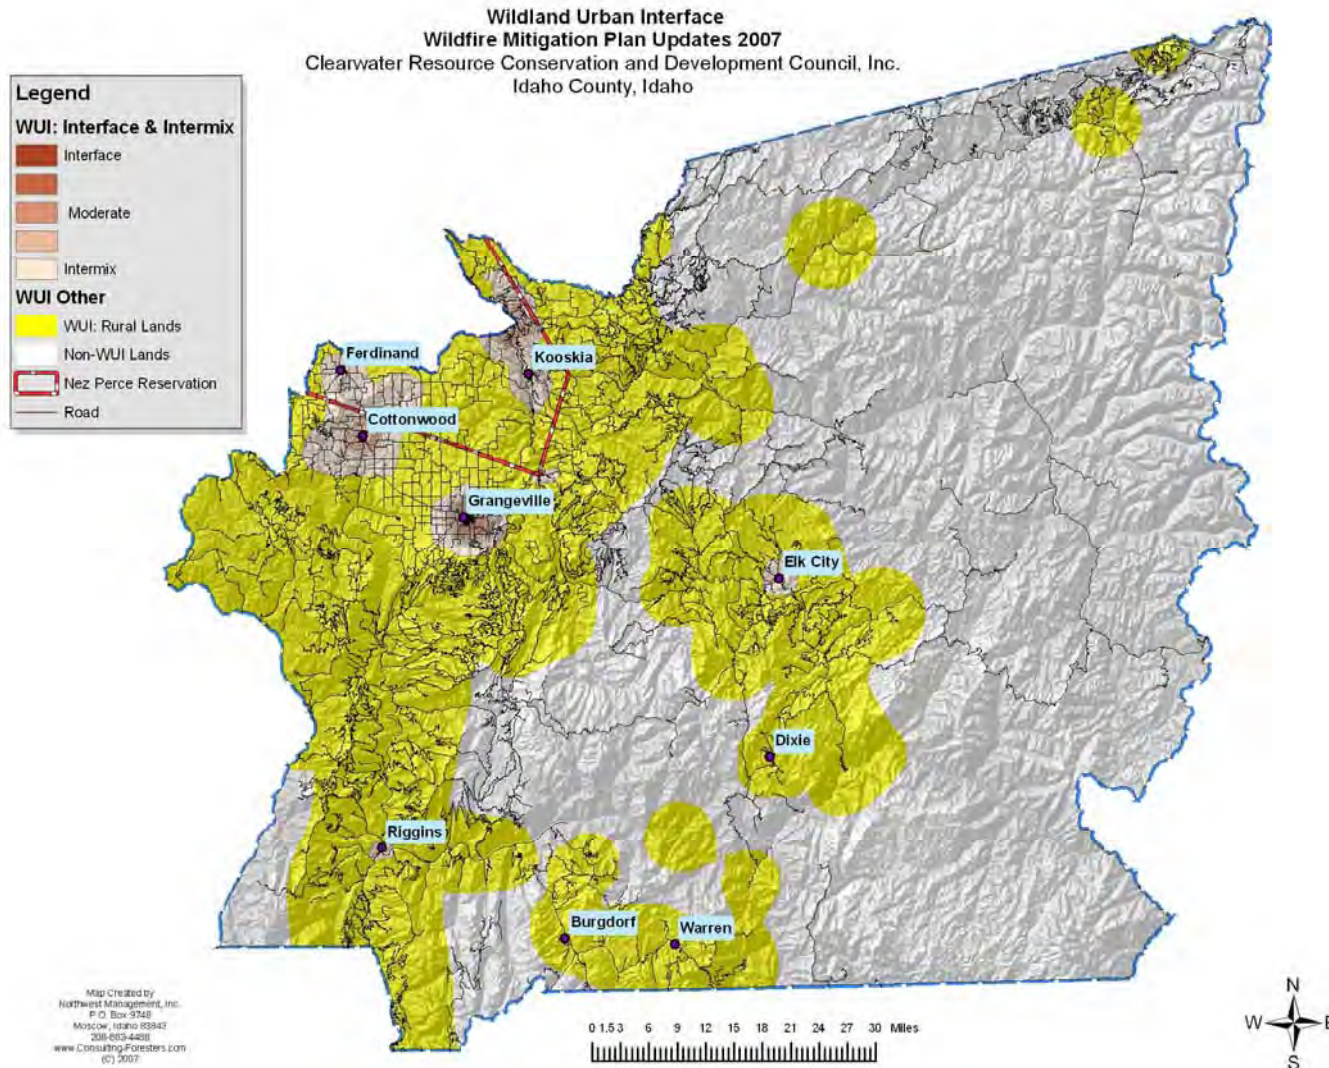 Wildland Urban Interface
Wildfire Mitigation Plan Updates 2007
Clearwater Resource Conservation and Development Council, Inc.
Idaho County, Idaho
Legend
WUI: Interface & Intermix
Interface
Moderate
Intermix
WUI Other
WUI: Rural Lands
Non-WUI Lands
Nez Perce Reservation
Road
Ferdinand
Kooskia
Cottonwood
Grangeville
Elk City
Dixie
Riggins
Burgdorf
Warren
Map Created by
Northwest Management, Inc.
P.O. Box 9748
Moscow, Idaho 83843
208-883-4488
www.Consulting-Foresters.com
(C) 2007
0 1.5 3 6 9 12 15 18 21 24 27 30 Miles
N
W E
S